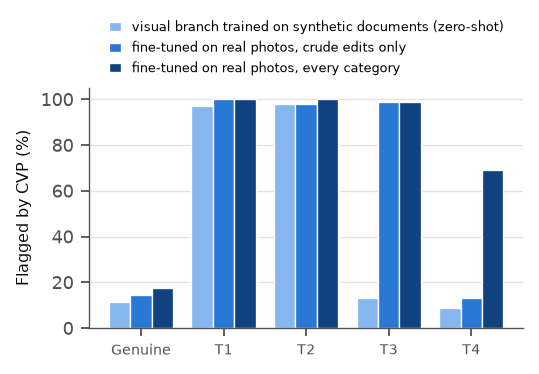 visual branch trained on synthetic documents (zero-shot)
fine-tuned on real photos, crude edits only
fine-tuned on real photos, every category
Flagged by CVP (%)
100
80
60
40
20
0
Genuine T1 T2 T3 T4